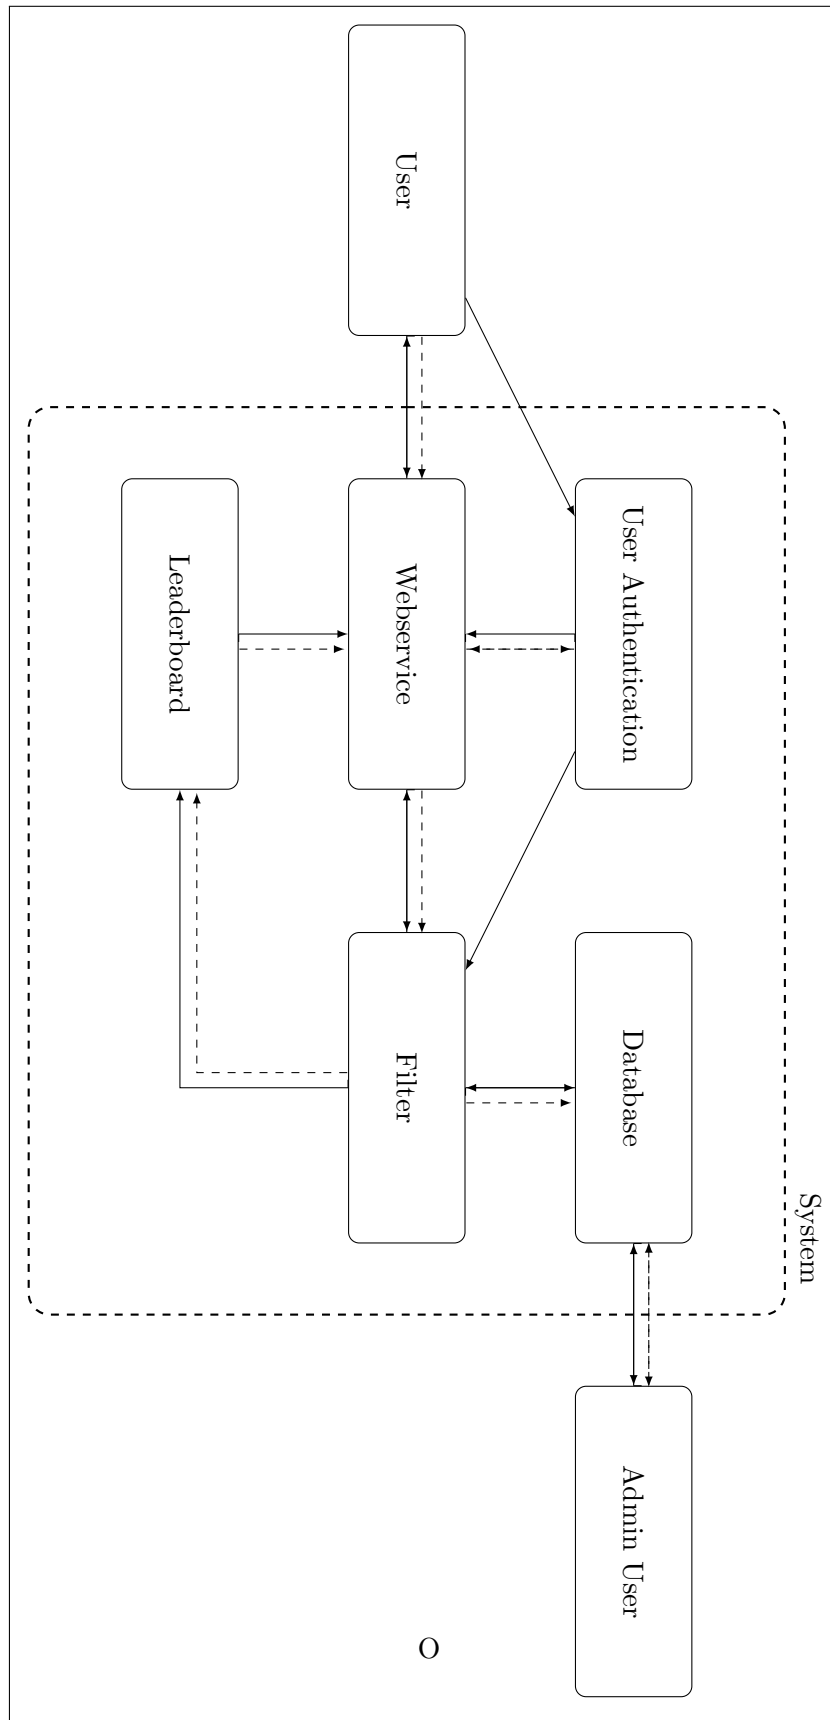 System
User Authentication
Database
Admin User
User
Webservice
Filter
Leaderboard
O